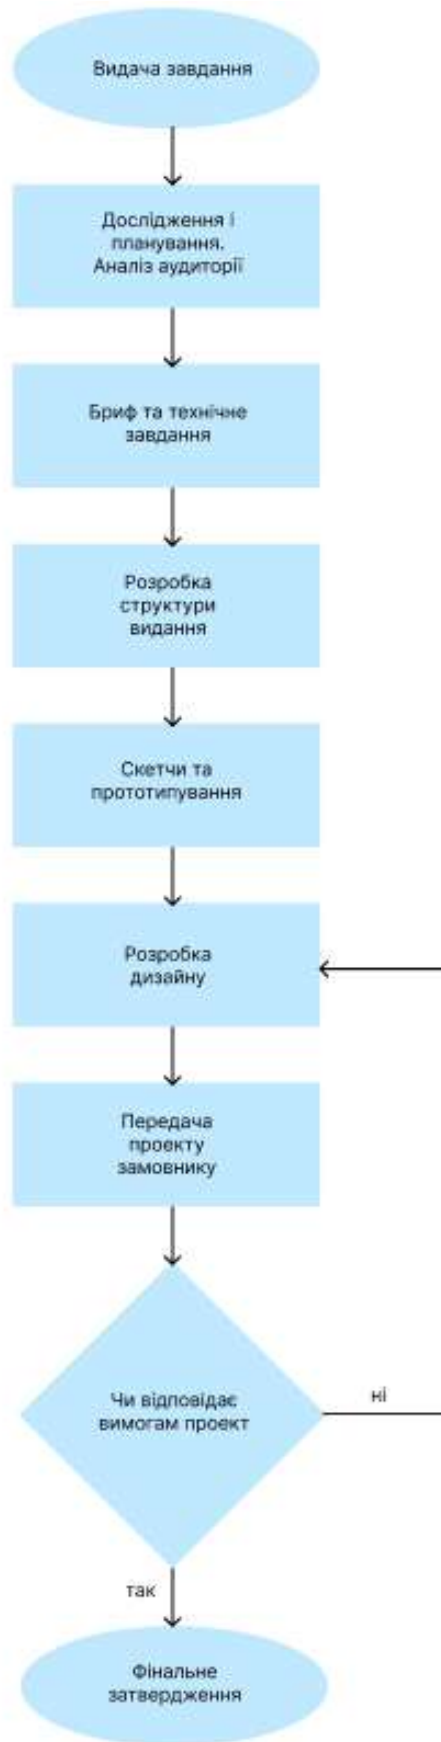 Видача завдання
Дослідження і
планування.
Аналіз аудиторії
Бриф та технічне
завдання
Розробка
структури
видання
Скетчи та
прототипування
Розробка
дизайну
Передача
проекту
замовнику
Чи відповідає
вимогам проект
ні
так
Фінальне
затвердження